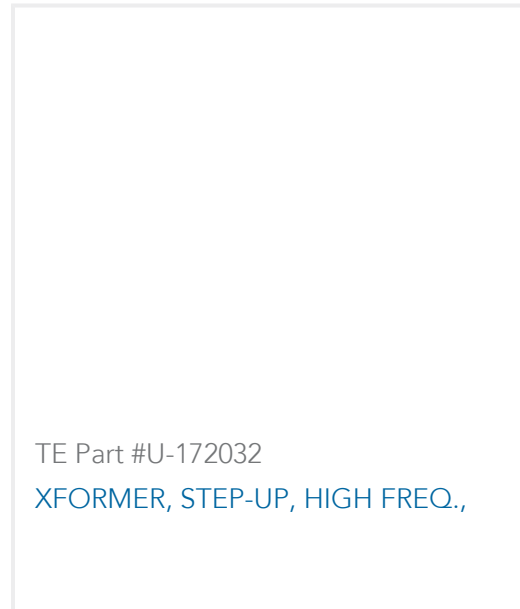 TE Part #U-172032
XFORMER, STEP-UP, HIGH FREQ.,